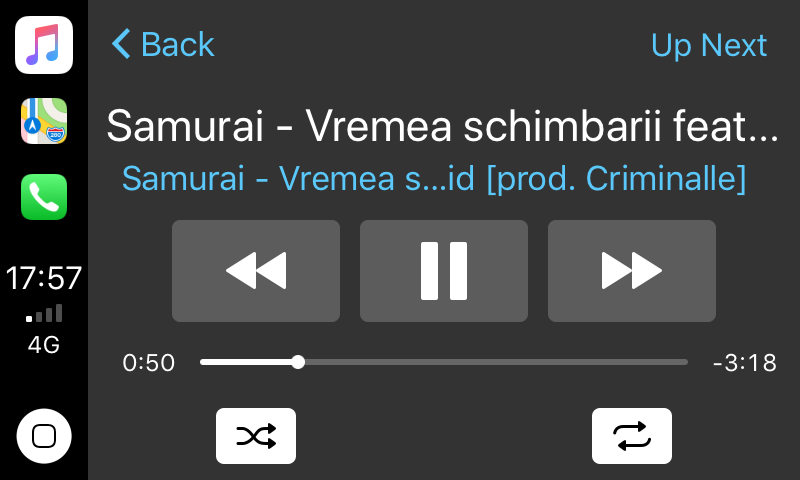 Back
Up Next
Samurai - Vremea schimbarii feat...
Samurai - Vremea s...id [prod. Criminalle]
17:57
4G
0:50
-3:18